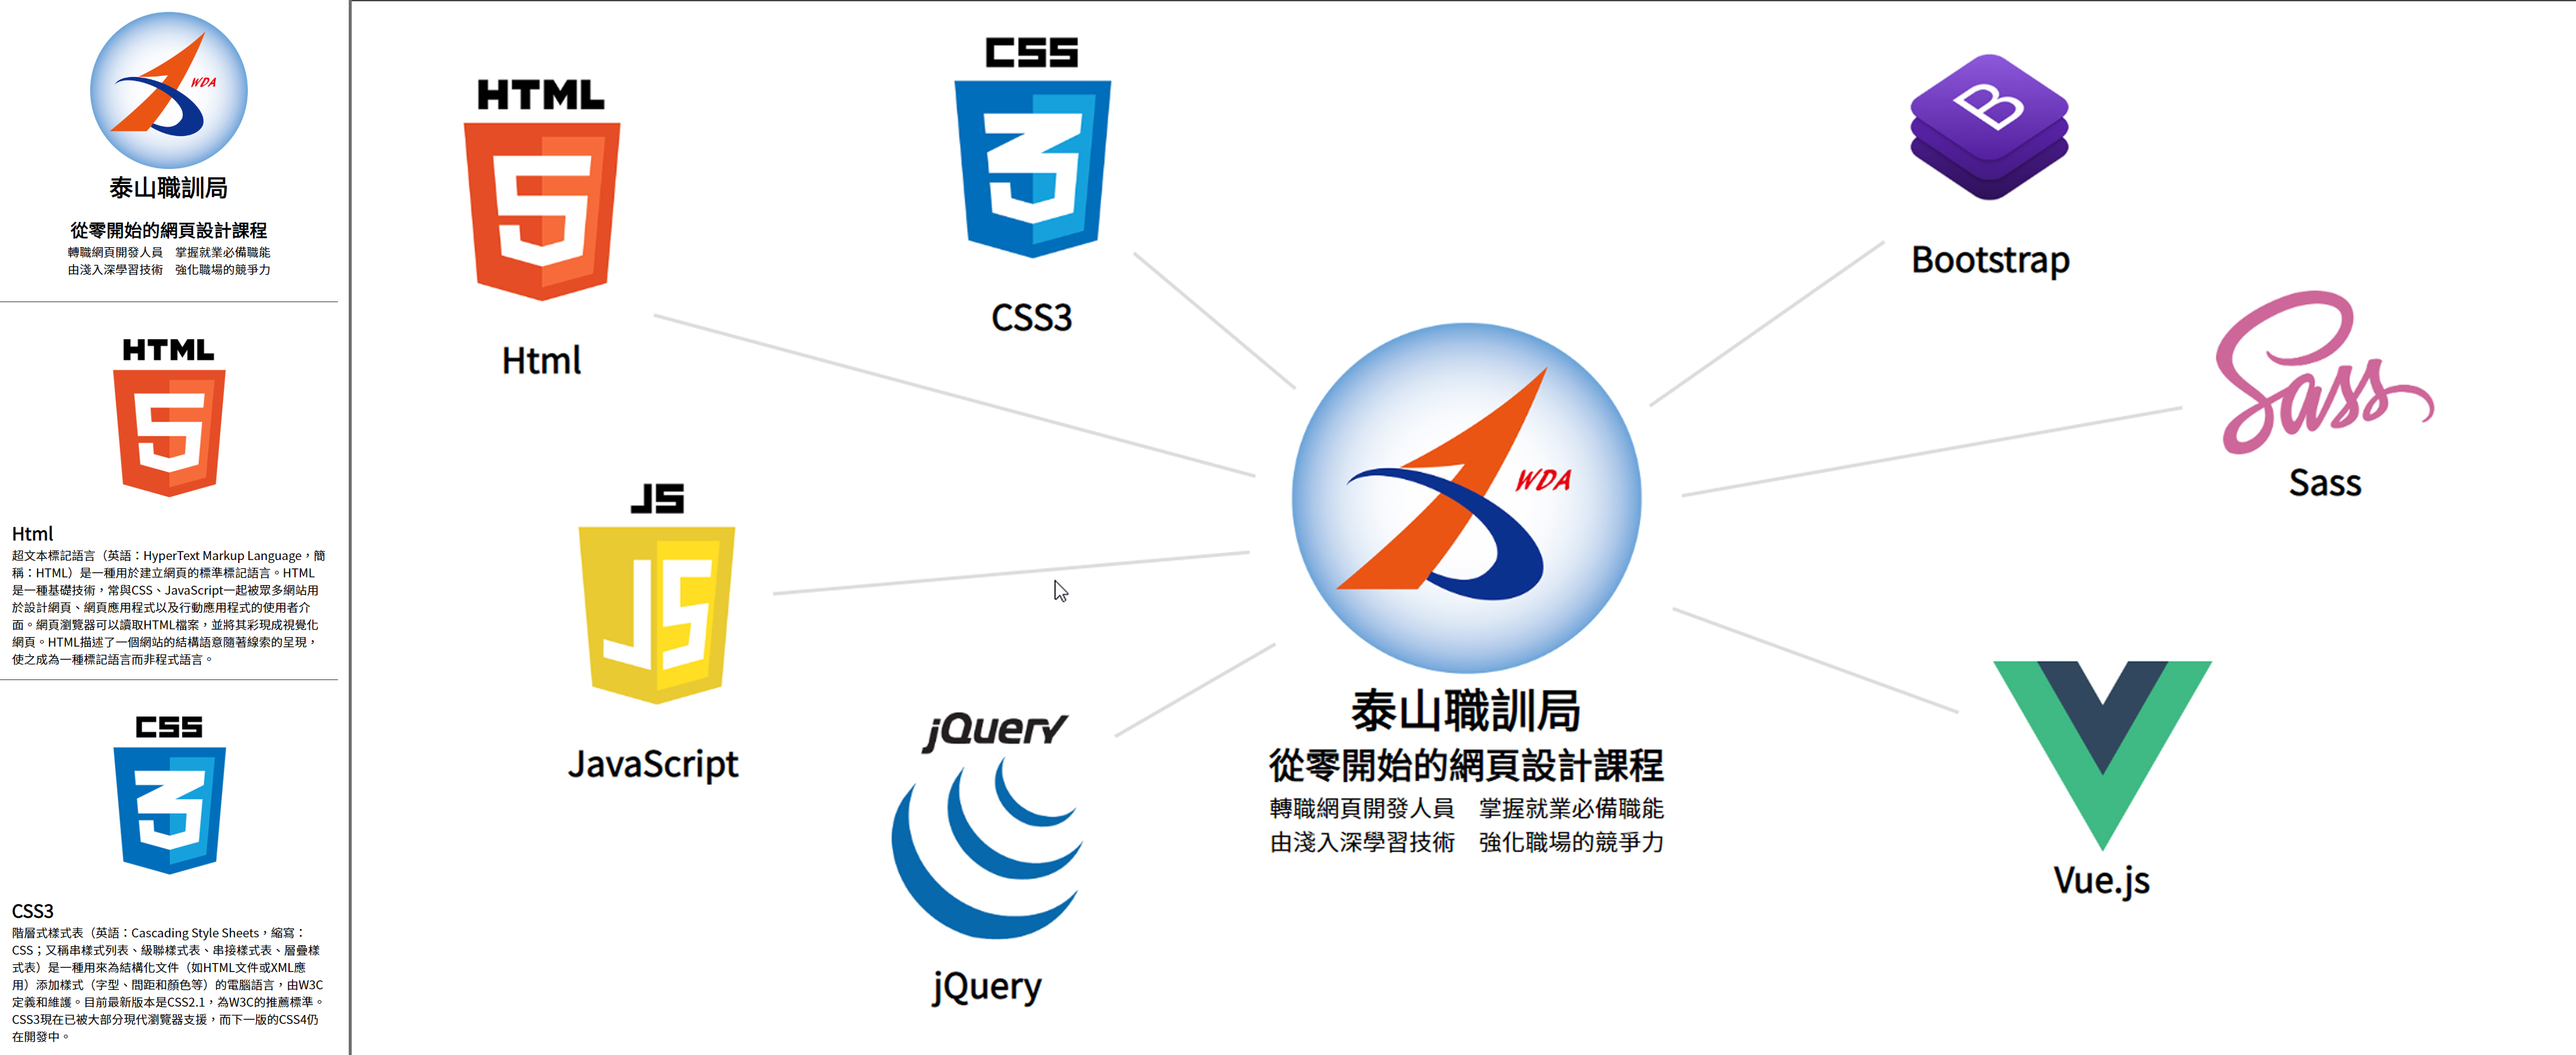 WDA
泰山職訓局
從零開始的網頁設計課程
轉職網頁開發人員　掌握就業必備職能
由淺入深學習技術　強化職場的競爭力
HTML
5
Html
超文本標記語言（英語：HyperText Markup Language，簡
稱：HTML）是一種用於建立網頁的標準標記語言。HTML
是一種基礎技術，常與CSS、JavaScript一起被眾多網站用
於設計網頁、網頁應用程式以及行動應用程式的使用者介
面。網頁瀏覽器可以讀取HTML檔案，並將其彩現成視覺化
網頁。HTML描述了一個網站的結構語意隨著線索的呈現，
使之成為一種標記語言而非程式語言。
CSS
3
CSS3
階層式樣式表（英語：Cascading Style Sheets，縮寫：
CSS；又稱串樣式列表、級聯樣式表、串接樣式表、層疊樣
式表）是一種用來為結構化文件（如HTML文件或XML應
用）添加樣式（字型、間距和顏色等）的電腦語言，由W3C
定義和維護。目前最新版本是CSS2.1，為W3C的推薦標準。
CSS3現在已被大部分現代瀏覽器支援，而下一版的CSS4仍
在開發中。
HTML
5
Html
CSS
3
CSS3
B
Bootstrap
Sass
Sass
JS
JS
JavaScript
WDA
泰山職訓局
從零開始的網頁設計課程
轉職網頁開發人員　掌握就業必備職能
由淺入深學習技術　強化職場的競爭力
jQuery
jQuery
Vue.js